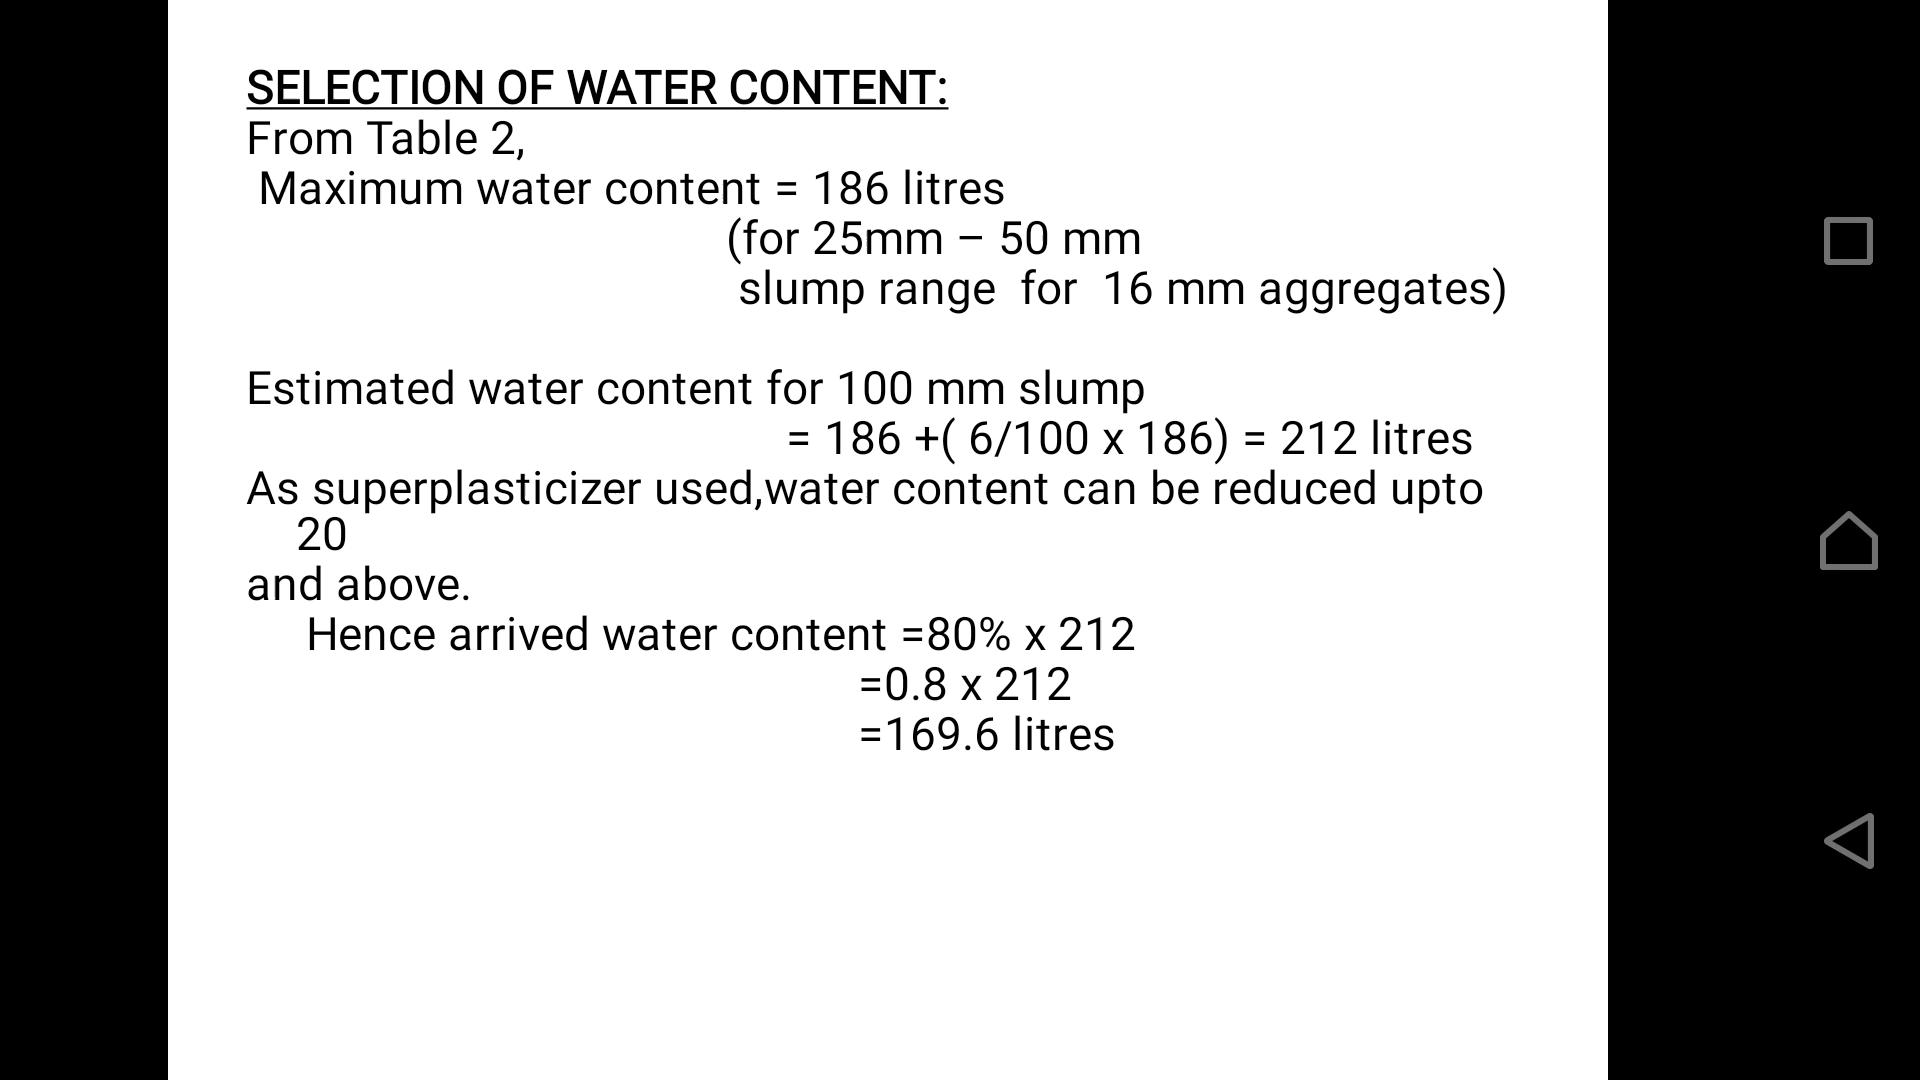 SELECTION OF WATER CONTENT:
From Table 2,
Maximum water content = 186 litres
(for 25mm – 50 mm
slump range for 16 mm aggregates)
Estimated water content for 100 mm slump
= 186 +( 6/100 x 186) = 212 litres
As superplasticizer used,water content can be reduced upto
20
and above.
Hence arrived water content =80% x 212
=0.8 x 212
=169.6 litres